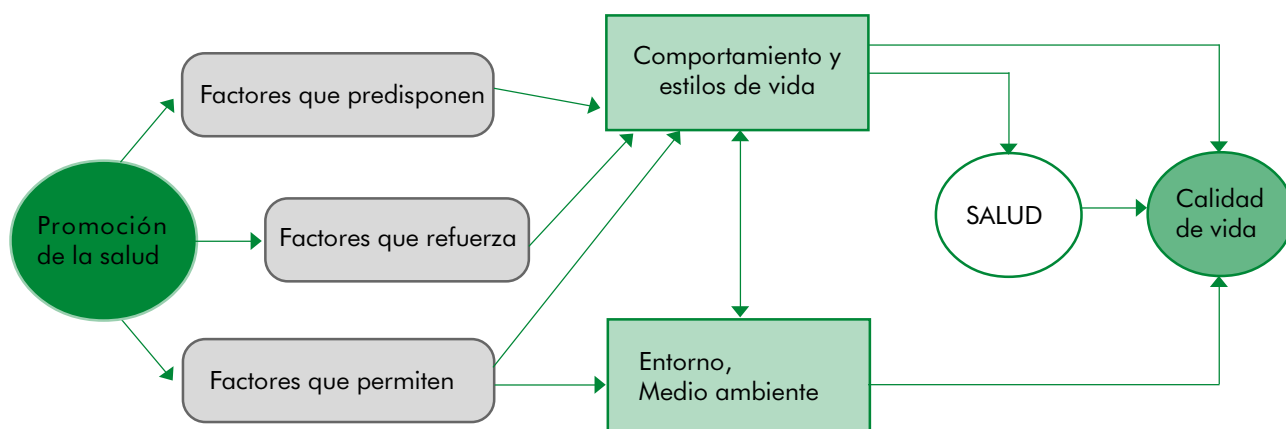 Promoción
de la salud
Factores que predisponen
Factores que refuerza
Factores que permiten
Comportamiento y
estilos de vida
Entorno,
Medio ambiente
SALUD
Calidad
de vida